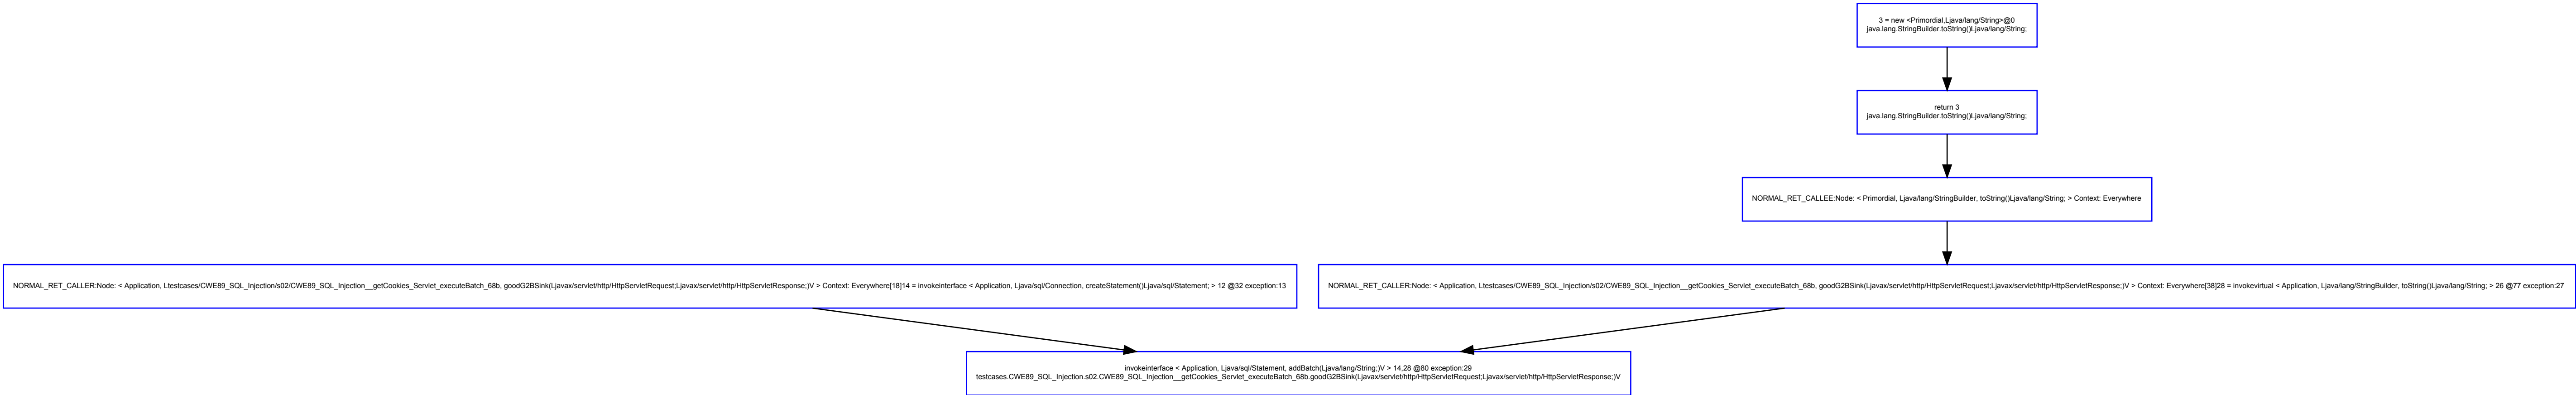 3 = new <Primordial,Ljava/lang/String>@0
java.lang.StringBuilder.toString()Ljava/lang/String;
return 3
java.lang.StringBuilder.toString()Ljava/lang/String;
NORMAL_RET_CALLEE:Node: < Primordial, Ljava/lang/StringBuilder, toString()Ljava/lang/String; > Context: Everywhere
NORMAL_RET_CALLER:Node: < Application, Ltestcases/CWE89_SQL_Injection/s02/CWE89_SQL_Injection__getCookies_Servlet_executeBatch_68b, goodG2BSink(Ljavax/servlet/http/HttpServletRequest;Ljavax/servlet/http/HttpServletResponse;)V > Context: Everywhere[18]14 = invokeinterface < Application, Ljava/sql/Connection, createStatement()Ljava/sql/Statement; > 12 @32 exception:13
NORMAL_RET_CALLER:Node: < Application, Ltestcases/CWE89_SQL_Injection/s02/CWE89_SQL_Injection__getCookies_Servlet_executeBatch_68b, goodG2BSink(Ljavax/servlet/http/HttpServletRequest;Ljavax/servlet/http/HttpServletResponse;)V > Context: Everywhere[38]28 = invokevirtual < Application, Ljava/lang/StringBuilder, toString()Ljava/lang/String; > 26 @77 exception:27
invokeinterface < Application, Ljava/sql/Statement, addBatch(Ljava/lang/String;)V > 14,28 @80 exception:29
testcases.CWE89_SQL_Injection.s02.CWE89_SQL_Injection__getCookies_Servlet_executeBatch_68b.goodG2BSink(Ljavax/servlet/http/HttpServletRequest;Ljavax/servlet/http/HttpServletResponse;)V